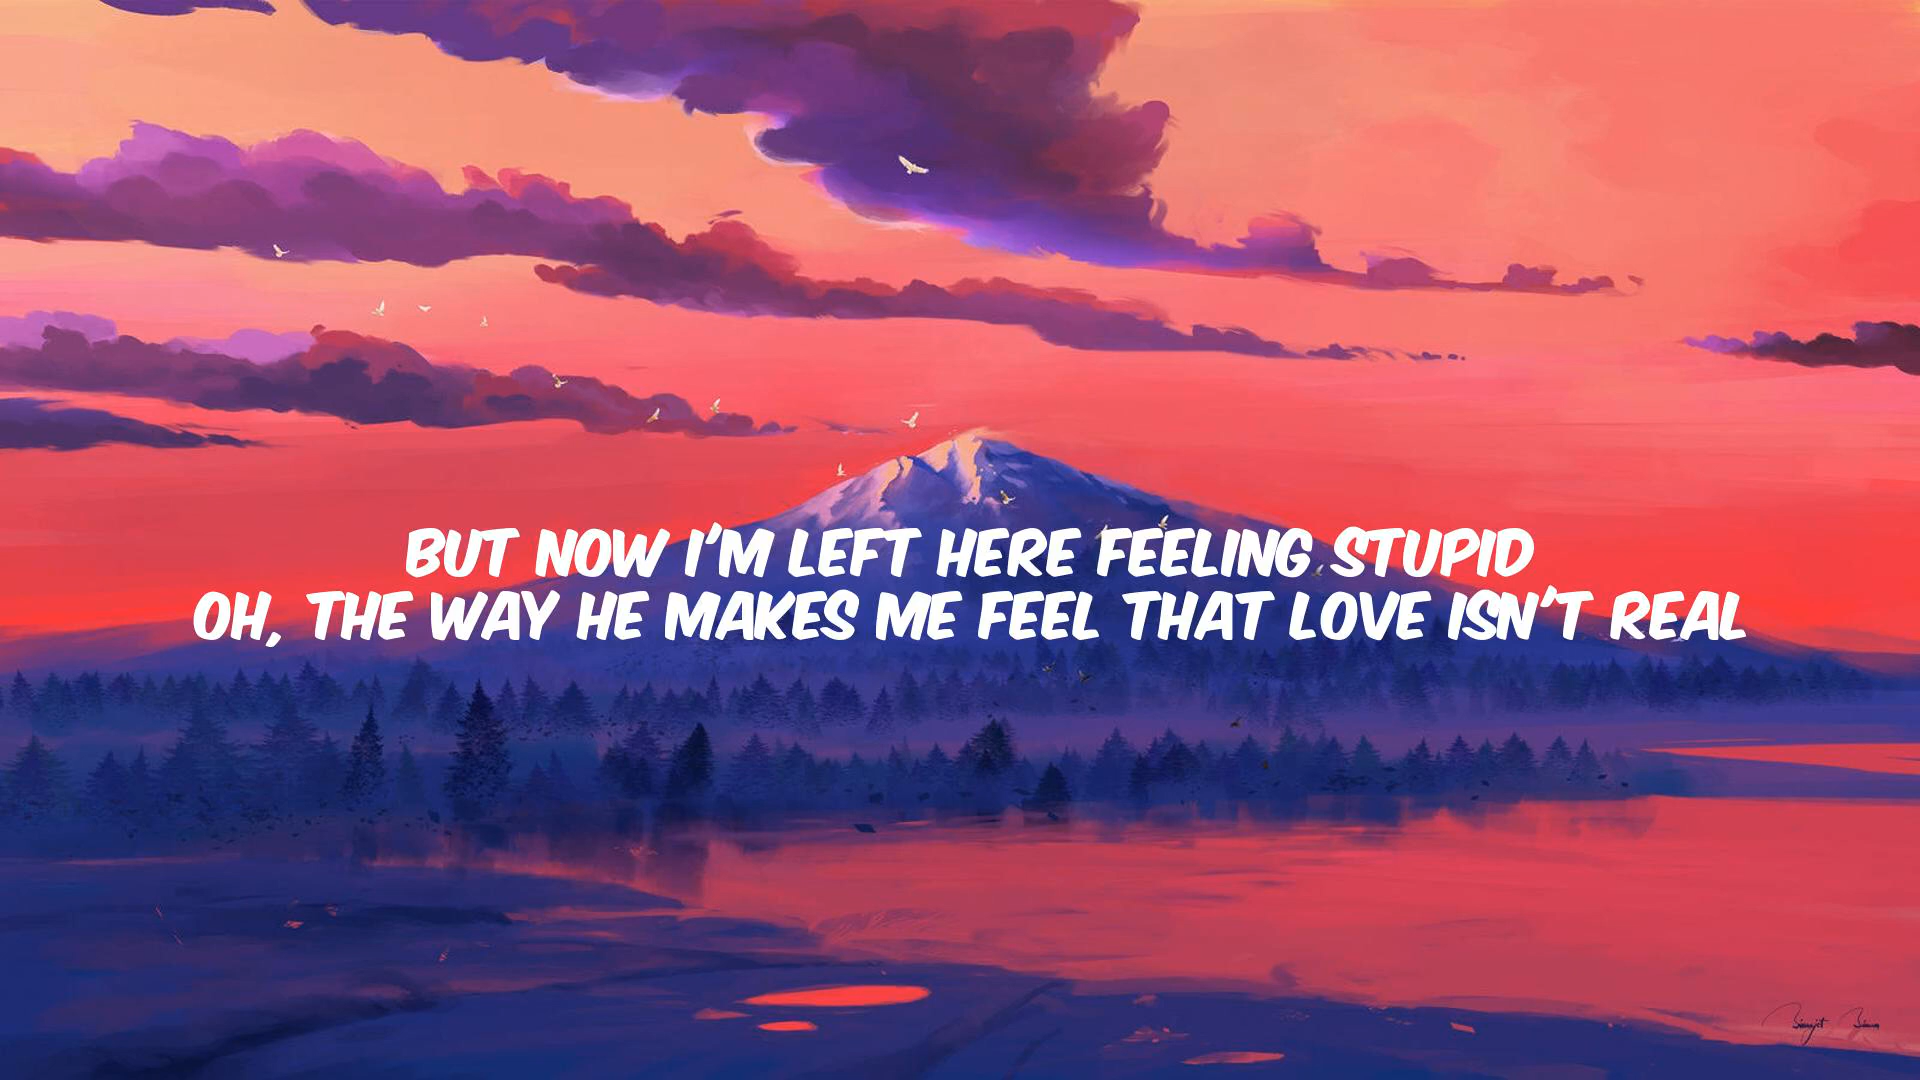 BUT NOW I'M LEFT HERE FEELING STUPID
OH, THE WAY HE MAKES ME FEEL THAT LOVE ISN'T REAL